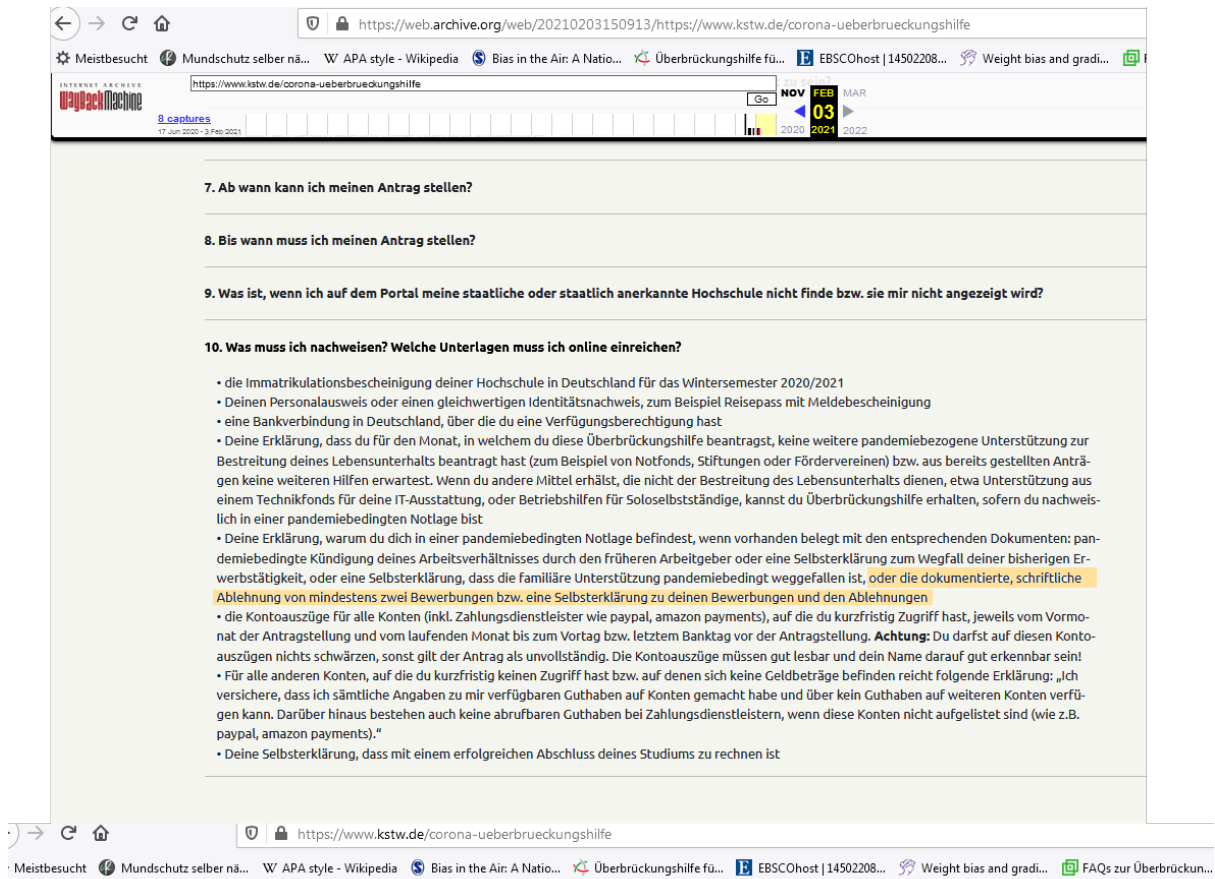 https://web.archive.org/web/20210203150913/https://www.kstw.de/corona-ueberbrueckungshilfe
Meistbesucht Mundschutz selber nä... W APA style - Wikipedia Bias in the Air: A Natio... Überbrückungshilfe fü... EBSCOhost | 14502208... Weight bias and gradi...
INTERNET ARCHIVE
WayBackMachine
https://www.kstw.de/corona-ueberbrueckungshilfe
Go
NOV FEB MAR
03
2020 2021 2022
8 captures
17 Jun 2020 - 3 Feb 2021
7. Ab wann kann ich meinen Antrag stellen?
8. Bis wann muss ich meinen Antrag stellen?
9. Was ist, wenn ich auf dem Portal meine staatliche oder staatlich anerkannte Hochschule nicht finde bzw. sie mir nicht angezeigt wird?
10. Was muss ich nachweisen? Welche Unterlagen muss ich online einreichen?
• die Immatrikulationsbescheinigung deiner Hochschule in Deutschland für das Wintersemester 2020/2021
• Deinen Personalausweis oder einen gleichwertigen Identitätsnachweis, zum Beispiel Reisepass mit Meldebescheinigung
• eine Bankverbindung in Deutschland, über die du eine Verfügungsberechtigung hast
• Deine Erklärung, dass du für den Monat, in welchem du diese Überbrückungshilfe beantragst, keine weitere pandemiebezogene Unterstützung zur
Bestreitung deines Lebensunterhalts beantragt hast (zum Beispiel von Notfonds, Stiftungen oder Fördervereinen) bzw. aus bereits gestellten Anträ-
gen keine weiteren Hilfen erwartest. Wenn du andere Mittel erhälst, die nicht der Bestreitung des Lebensunterhalts dienen, etwa Unterstützung aus
einem Technikfonds für deine IT-Ausstattung, oder Betriebshilfen für Soloselbstständige, kannst du Überbrückungshilfe erhalten, sofern du nachweis-
lich in einer pandemiebedingten Notlage bist
• Deine Erklärung, warum du dich in einer pandemiebedingten Notlage befindest, wenn vorhanden belegt mit den entsprechenden Dokumenten: pan-
demiebedingte Kündigung deines Arbeitsverhältnisses durch den früheren Arbeitgeber oder eine Selbsterklärung zum Wegfall deiner bisherigen Er-
werbstätigkeit, oder eine Selbsterklärung, dass die familiäre Unterstützung pandemiebedingt weggefallen ist, oder die dokumentierte, schriftliche
Ablehnung von mindestens zwei Bewerbungen bzw. eine Selbsterklärung zu deinen Bewerbungen und den Ablehnungen
• die Kontoauszüge für alle Konten (inkl. Zahlungsdienstleister wie paypal, amazon payments), auf die du kurzfristig Zugriff hast, jeweils vom Vormo-
nat der Antragstellung und vom laufenden Monat bis zum Vortag bzw. letztem Banktag vor der Antragstellung. Achtung: Du darfst auf diesen Konto-
auszügen nichts schwärzen, sonst gilt der Antrag als unvollständig. Die Kontoauszüge müssen gut lesbar und dein Name darauf gut erkennbar sein!
• Für alle anderen Konten, auf die du kurzfristig keinen Zugriff hast bzw. auf denen sich keine Geldbeträge befinden reicht folgende Erklärung: „Ich
versichere, dass ich sämtliche Angaben zu mir verfügbaren Guthaben auf Konten gemacht habe und über kein Guthaben auf weiteren Konten verfü-
gen kann. Darüber hinaus bestehen auch keine abrufbaren Guthaben bei Zahlungsdienstleistern, wenn diese Konten nicht aufgelistet sind (wie z.B.
paypal, amazon payments).“
• Deine Selbsterklärung, dass mit einem erfolgreichen Abschluss deines Studiums zu rechnen ist
https://www.kstw.de/corona-ueberbrueckungshilfe
Meistbesucht Mundschutz selber nä... W APA style - Wikipedia Bias in the Air: A Natio... Überbrückungshilfe fü... EBSCOhost | 14502208... Weight bias and gradi... FAQs zur Überbrückun...